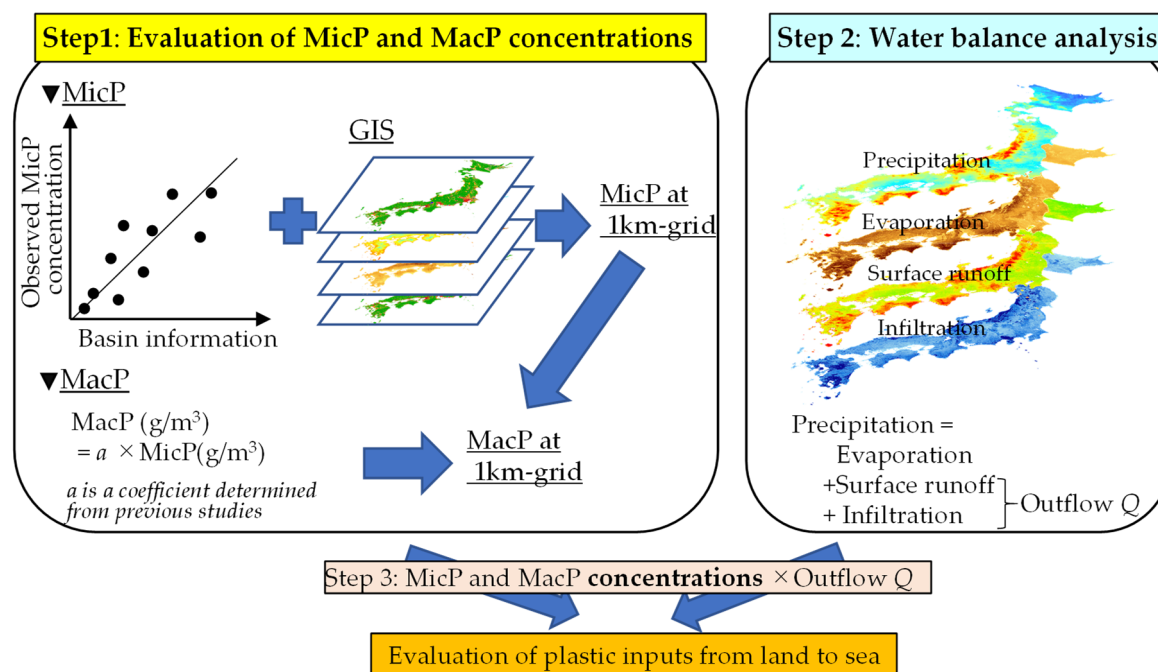 Step1: Evaluation of MicP and MacP concentrations
▼MicP
Observed MicP
concentration
Basin information
GIS
MicP at
1km-grid
▼MacP
MacP (g/m³)
= a ×MicP(g/m³)
a is a coefficient determined
from previous studies
MacP at
1km-grid
Step 2: Water balance analysis
Precipitation
Evaporation
Surface runoff
Infiltration
Precipitation =
Evaporation
+Surface runoff
+ Infiltration
Outflow Q
Step 3: MicP and MacP concentrations ×Outflow Q
Evaluation of plastic inputs from land to sea